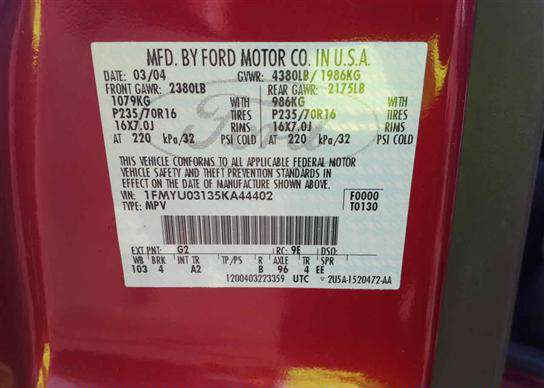 MFD. BY FORD MOTOR CO. IN U.S.A.
DATE: 03/04 GVWR: 4380LB/ 1986KG
FRONT GAWR: 2380LB REAR GAWR: 2175LB
1079KG WITH 986KG WITH
P235/70R16 TIRES P235/70R16 TIRES
16X7.0J RIMS 16X7.0J RIMS
AT 220 kPa/32 PSI COLD AT 220 kPa/32 PSI COLD
THIS VEHICLE CONFORMS TO ALL APPLICABLE FEDERAL MOTOR
VEHICLE SAFETY AND THEFT PREVENTION STANDARDS IN
EFFECT ON THE DATE OF MANUFACTURE SHOWN ABOVE.
VIN: 1FMYU03135KA44402 F0000
TYPE: MPV T0130
EXT PNT: G2 RC: 9E DSO:
WB BRK INT TR TP/PS R AXLE TR SPR
103 4 A2 B 96 4 EE
1200403223359 UTC 2U5A-1520472-AA
Ford